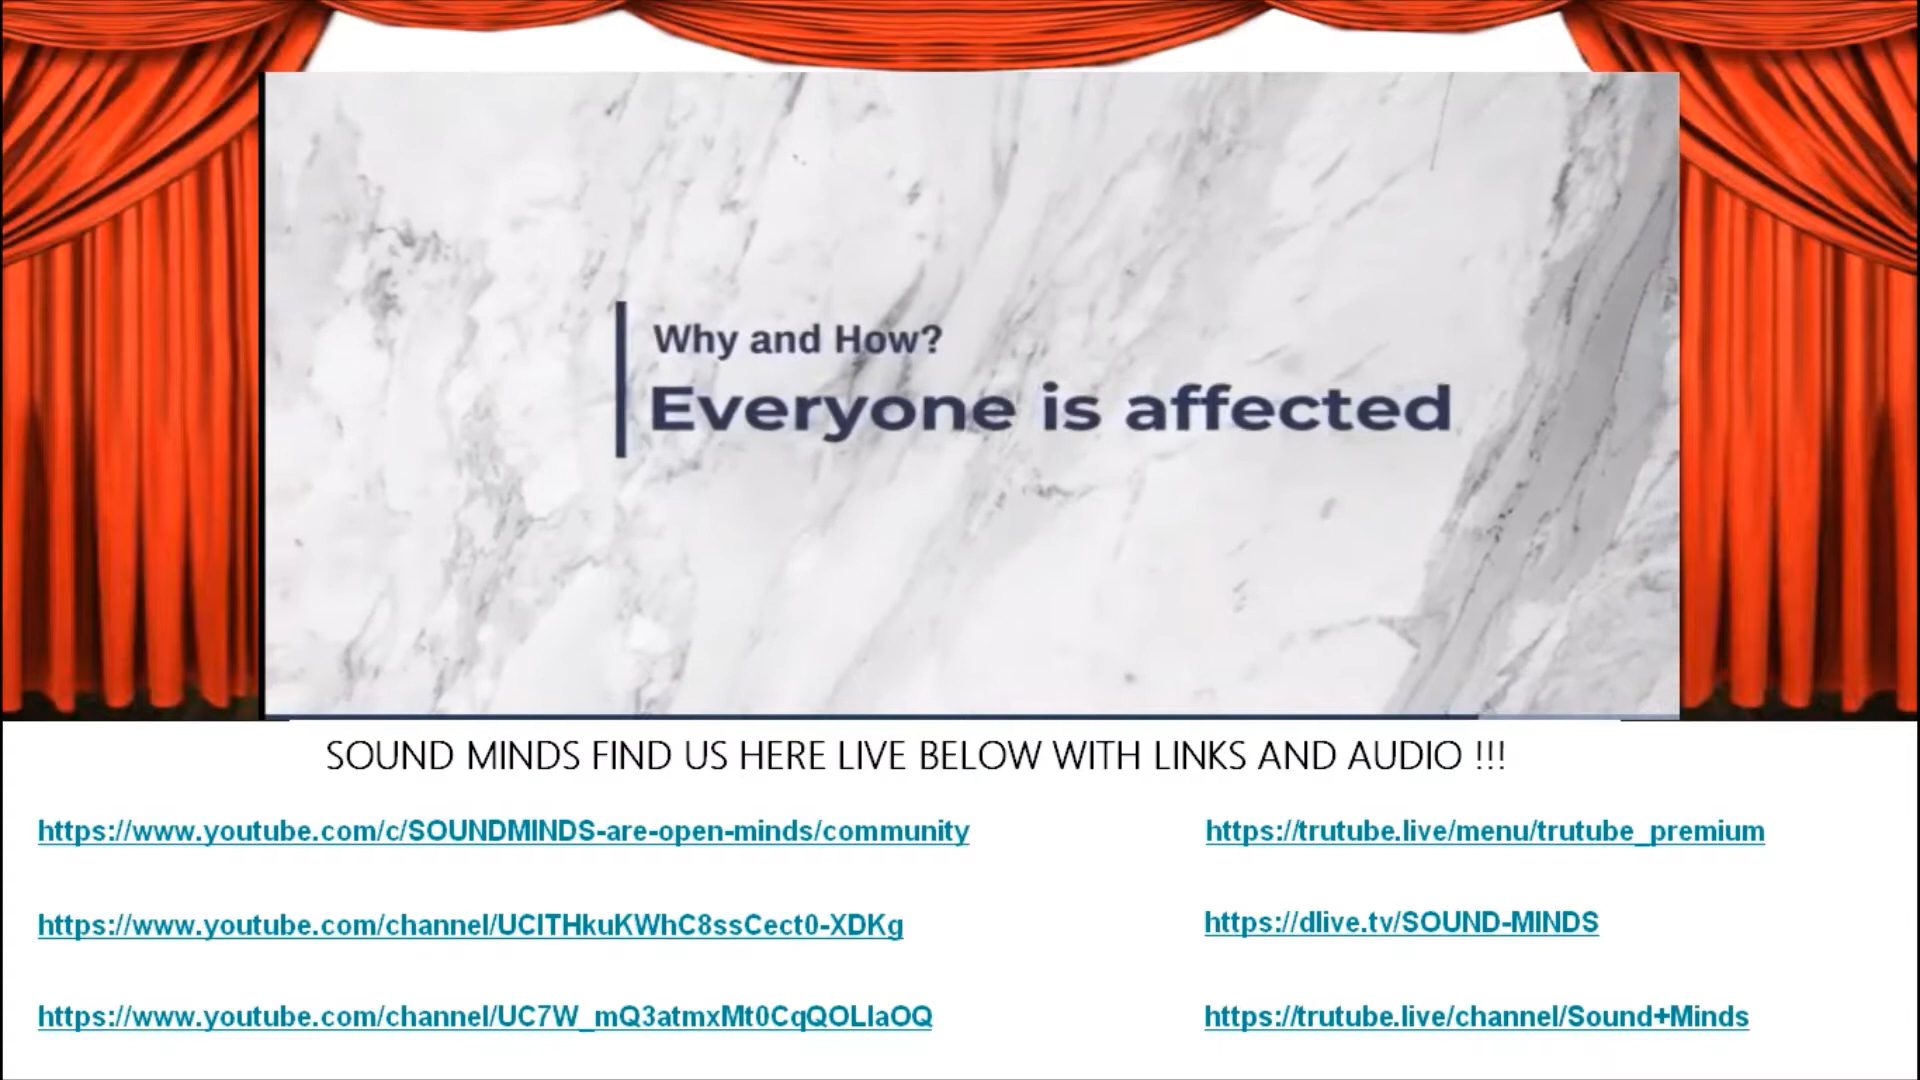 Why and How?
Everyone is affected
SOUND MINDS FIND US HERE LIVE BELOW WITH LINKS AND AUDIO !!!
https://www.youtube.com/c/SOUNDMINDS-are-open-minds/community
https://trutube.live/menu/trutube_premium
https://www.youtube.com/channel/UCITHkuKWhC8ssCect0-XDKg
https://dlive.tv/SOUND-MINDS
https://www.youtube.com/channel/UC7W_mQ3atmxMt0CqQOLIaOQ
https://trutube.live/channel/Sound+Minds